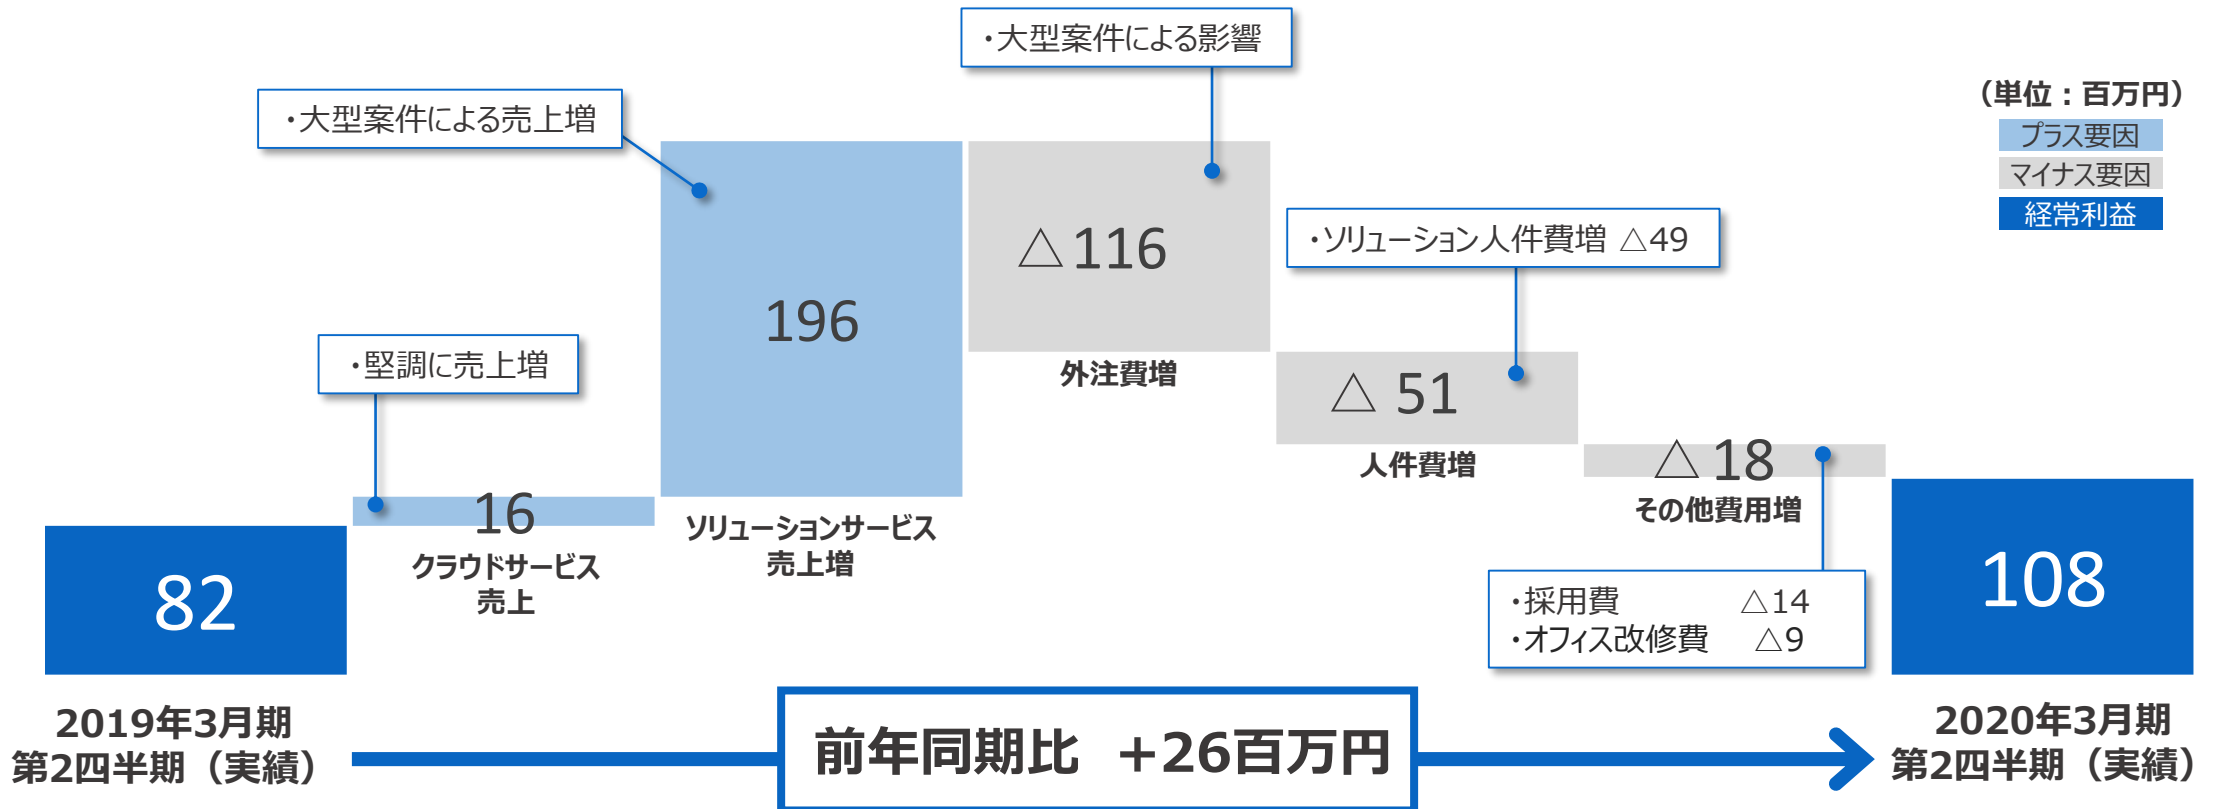 ・大型案件による影響
(単位：百万円)
プラス要因
マイナス要因
経常利益
・大型案件による売上増
196
△116
・ソリューション人件費増 △49
・堅調に売上増
外注費増
△ 51
人件費増
16
クラウドサービス
売上
ソリューションサービス
売上増
△18
その他費用増
82
108
・採用費 △14
・オフィス改修費 △9
2019年3月期
第2四半期（実績）
前年同期比 +26百万円
2020年3月期
第2四半期（実績）